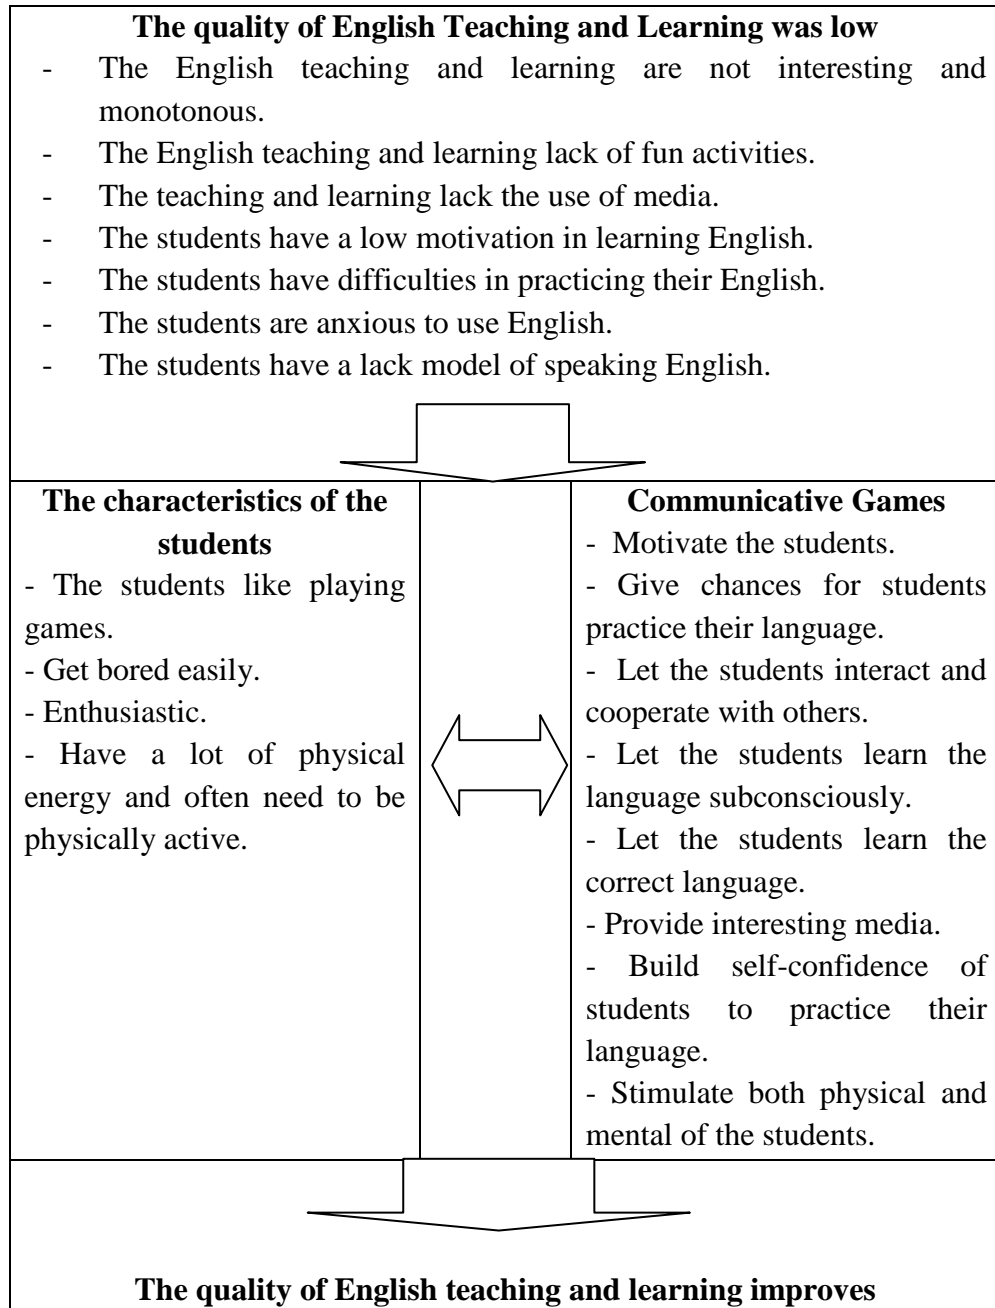 The quality of English Teaching and Learning was low
- The English teaching and learning are not interesting and
monotonous.
- The English teaching and learning lack of fun activities.
- The teaching and learning lack the use of media.
- The students have a low motivation in learning English.
- The students have difficulties in practicing their English.
- The students are anxious to use English.
- The students have a lack model of speaking English.
The characteristics of the
students
- The students like playing
games.
- Get bored easily.
- Enthusiastic.
- Have a lot of physical
energy and often need to be
physically active.
Communicative Games
- Motivate the students.
- Give chances for students
practice their language.
- Let the students interact and
cooperate with others.
- Let the students learn the
language subconsciously.
- Let the students learn the
correct language.
- Provide interesting media.
- Build self-confidence of
students to practice their
language.
- Stimulate both physical and
mental of the students.
The quality of English teaching and learning improves